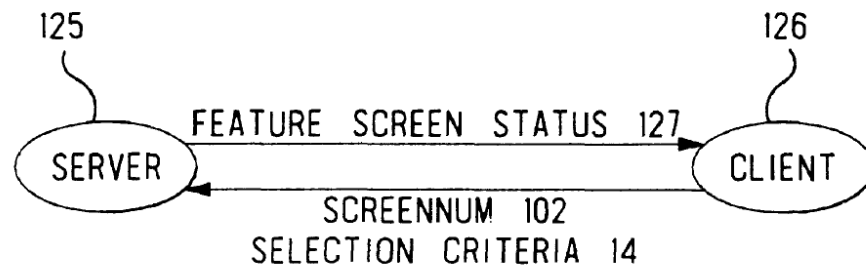 125
126
FEATURE SCREEN STATUS 127
SERVER
CLIENT
SCREENNUM 102
SELECTION CRITERIA 14